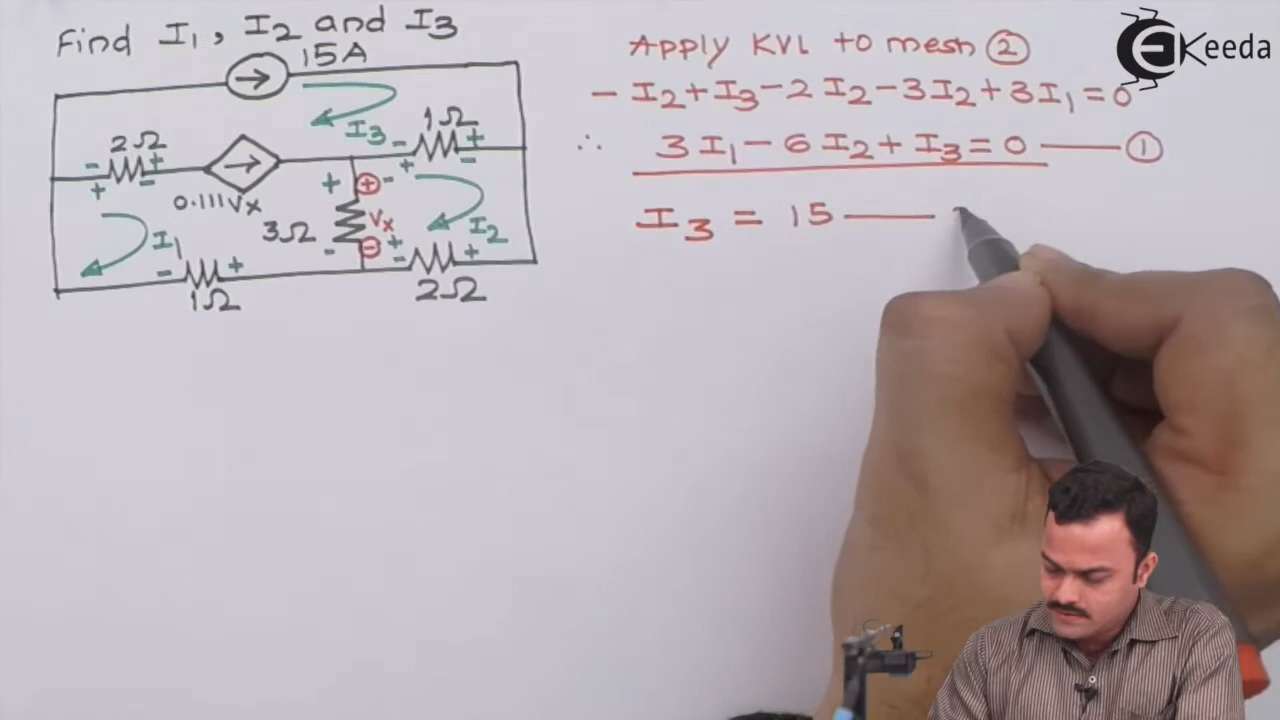 Find I1, I2 and I3
15A
I3
1Ω
2Ω
0.111Vx
3Ω
Vx
I1
I2
1Ω
2Ω
Apply KVL to mesh ②
- I2 + I3 - 2 I2 - 3 I2 + 3 I1 = 0
∴ 3 I1 - 6 I2 + I3 = 0 —— ①
I3 = 15 ——
EKeeda